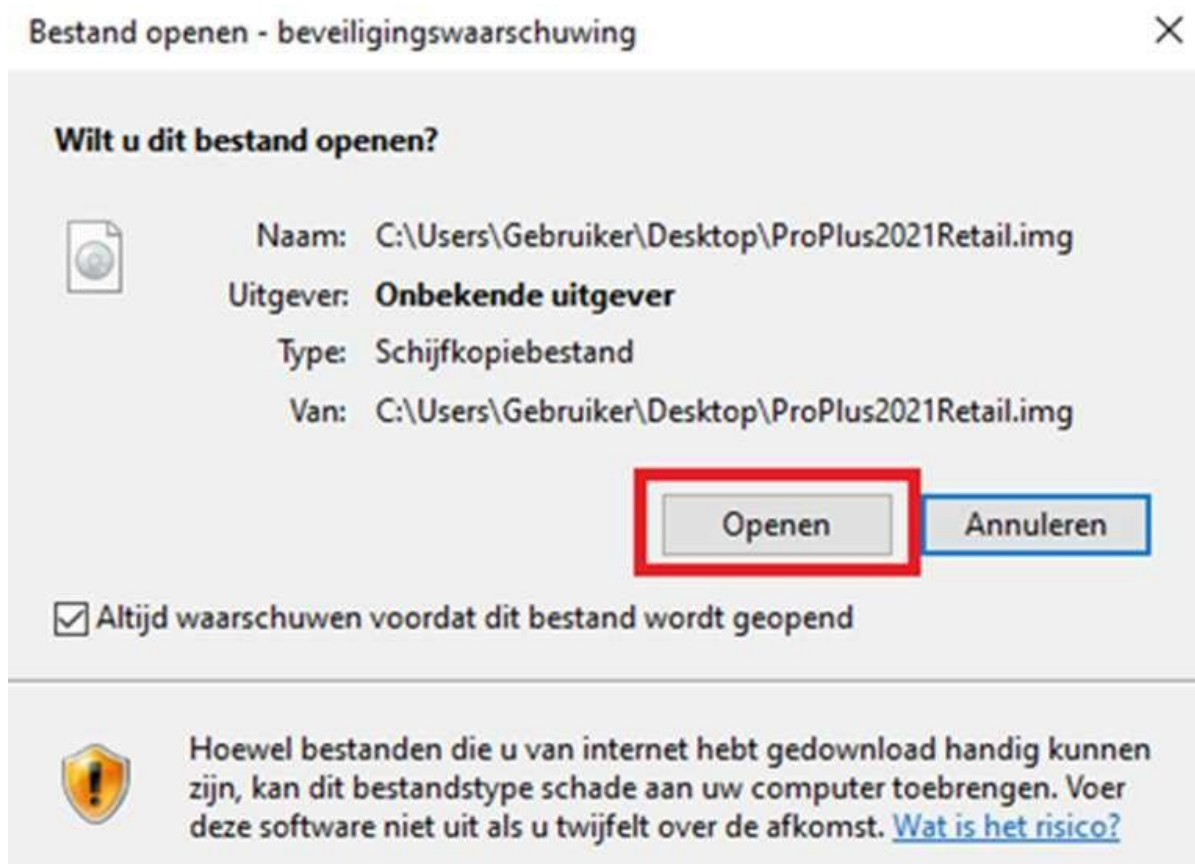 Bestand openen - beveiligingswaarschuwing
Wilt u dit bestand openen?
Naam: C:\Users\Gebruiker\Desktop\ProPlus2021Retail.img
Uitgever: Onbekende uitgever
Type: Schijfkopiebestand
Van: C:\Users\Gebruiker\Desktop\ProPlus2021Retail.img
Openen Annuleren
Altijd waarschuwen voordat dit bestand wordt geopend
Hoewel bestanden die u van internet hebt gedownload handig kunnen
zijn, kan dit bestandstype schade aan uw computer toebrengen. Voer
deze software niet uit als u twijfelt over de afkomst. Wat is het risico?